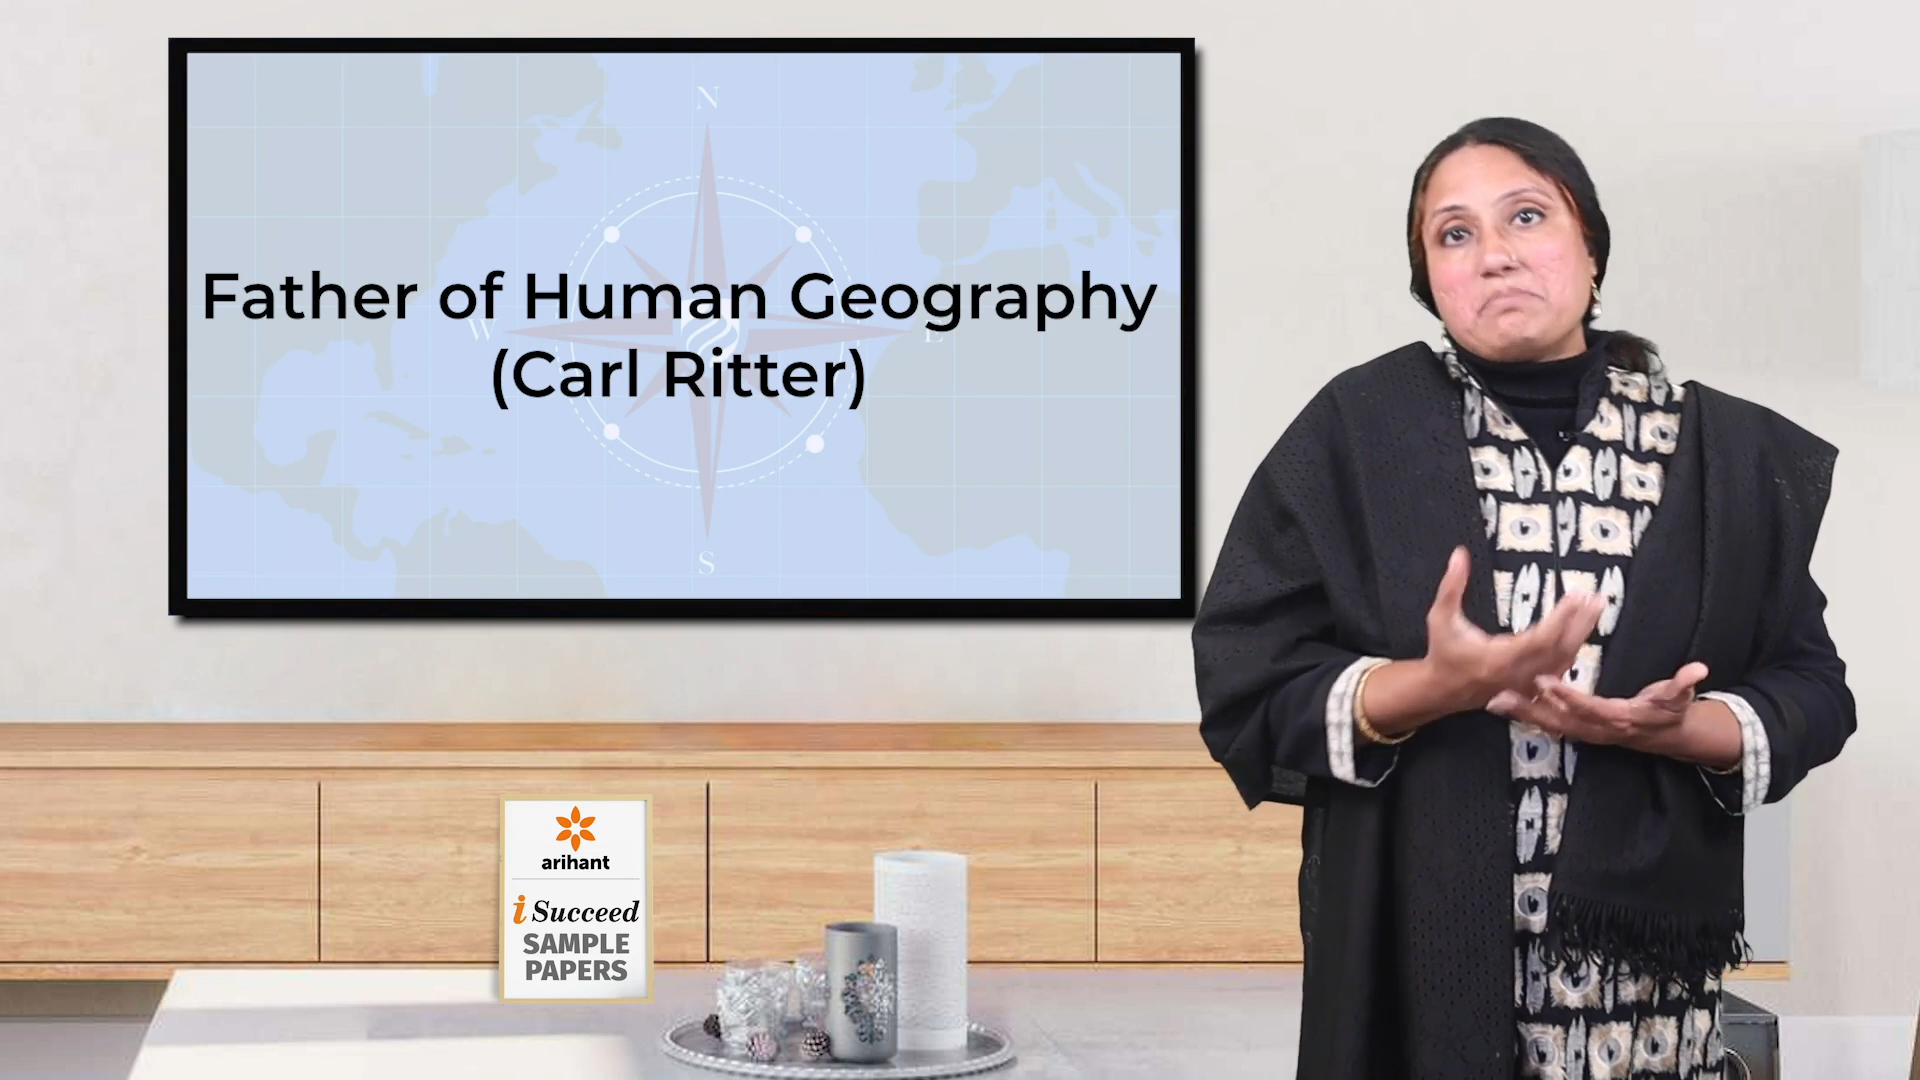 N
Father of Human Geography
W
E
(Carl Ritter)
S
arihant
i Succeed
SAMPLE
PAPERS